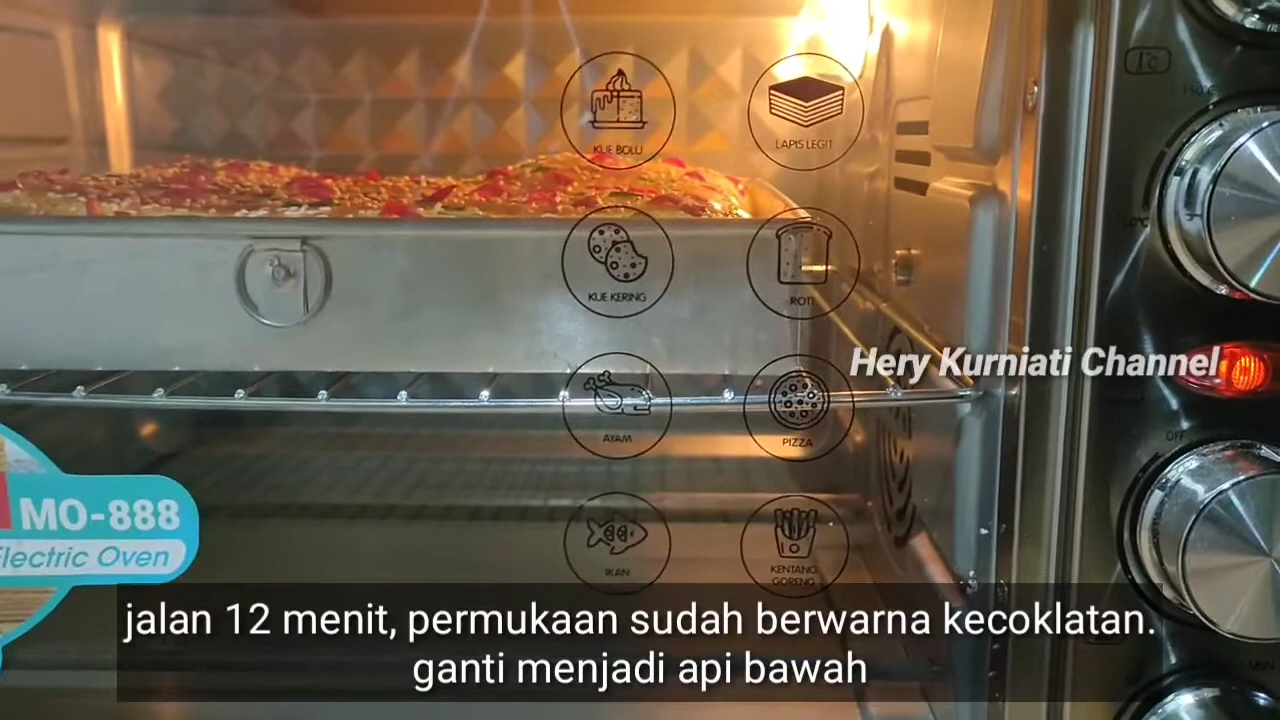 KUE BOLU
LAPIS LEGIT
KUE KERING
ROTI
Hery Kurniati Channel
AYAM
PIZZA
OFF
MO-888
Electric Oven
IKAN
KENTANG
GORENG
jalan 12 menit, permukaan sudah berwarna kecoklatan.
ganti menjadi api bawah